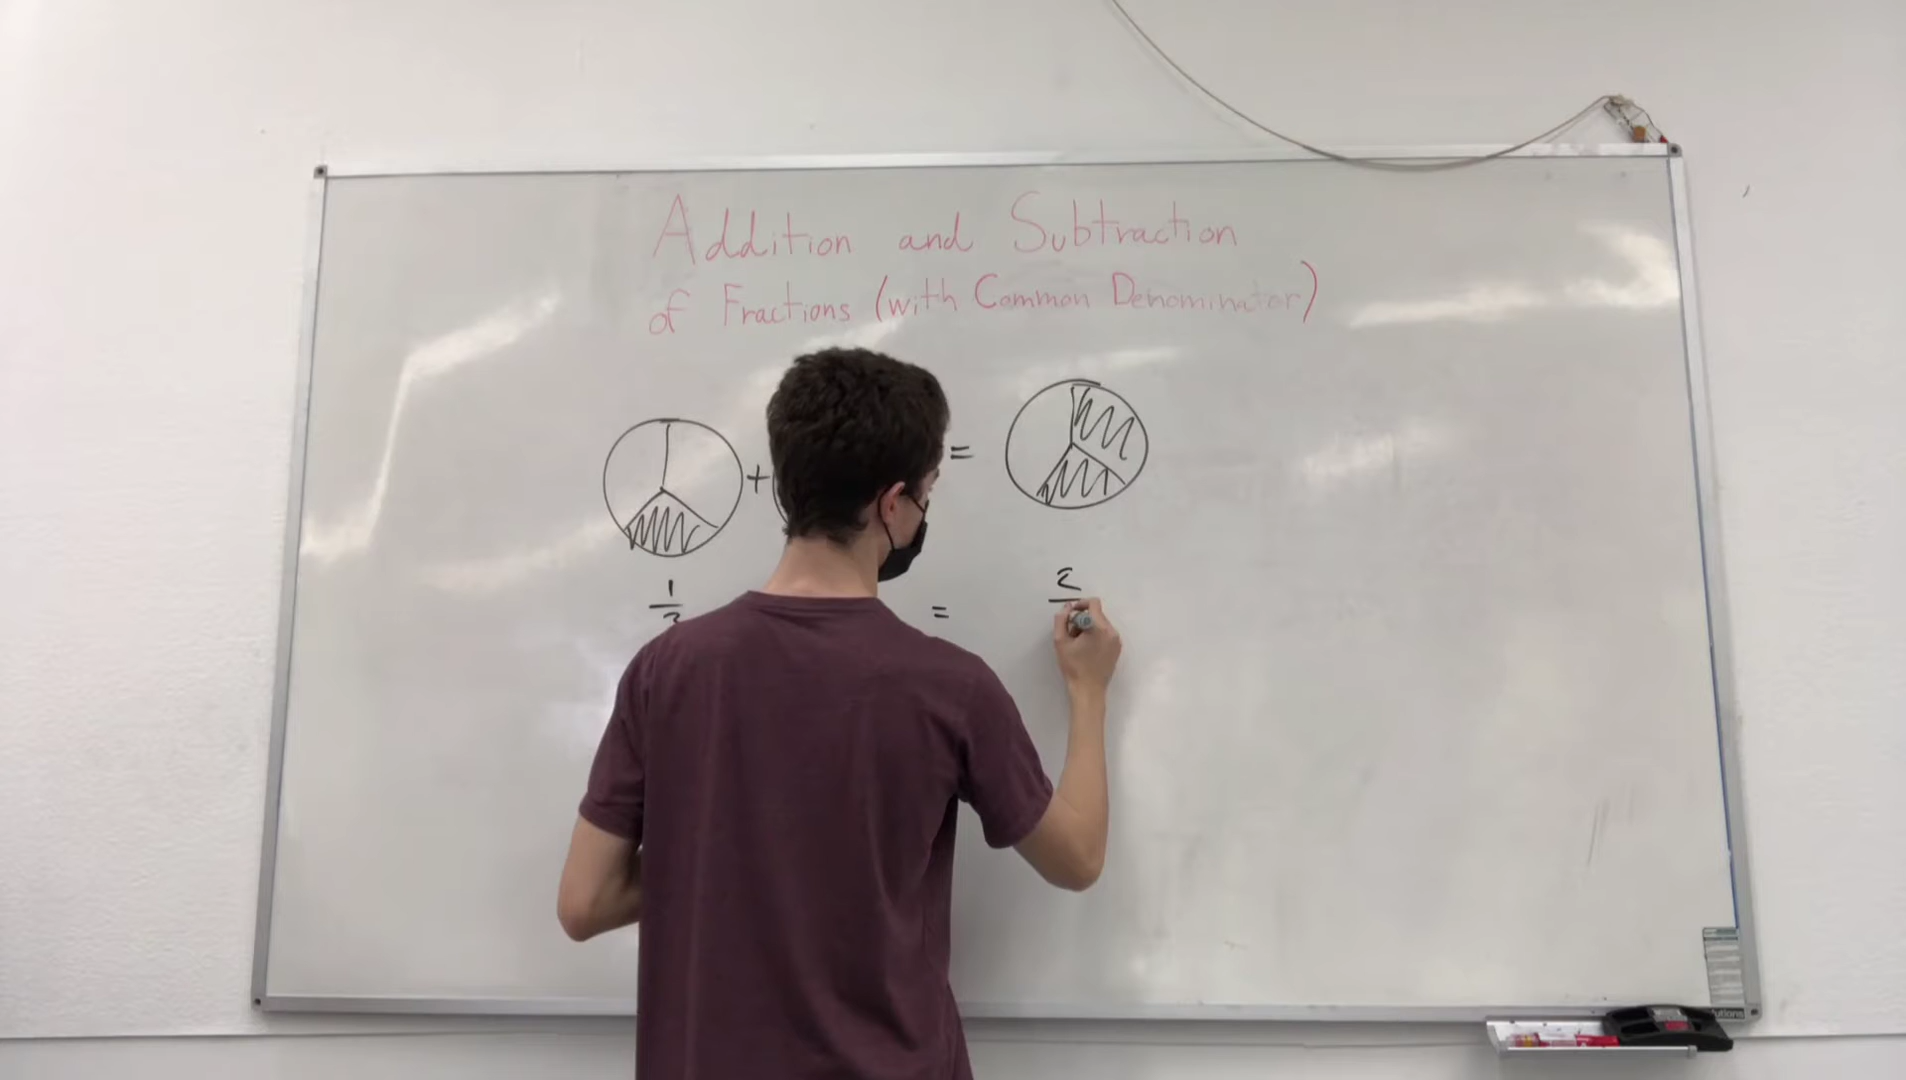 Addition and Subtraction
of Fractions (with Common Denominator)
+ =
1 = 2